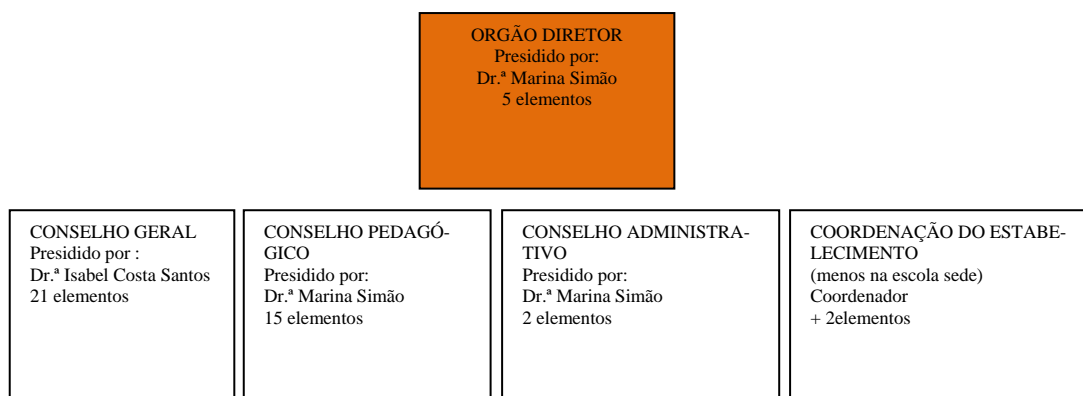 ORGÃO DIRETOR
Presidido por:
Dr.ª Marina Simão
5 elementos
CONSELHO GERAL
Presidido por :
Dr.ª Isabel Costa Santos
21 elementos
CONSELHO PEDAGÓ-
GICO
Presidido por:
Dr.ª Marina Simão
15 elementos
CONSELHO ADMINISTRA-
TIVO
Presidido por:
Dr.ª Marina Simão
2 elementos
COORDENAÇÃO DO ESTABE-
LECIMENTO
(menos na escola sede)
Coordenador
+ 2elementos